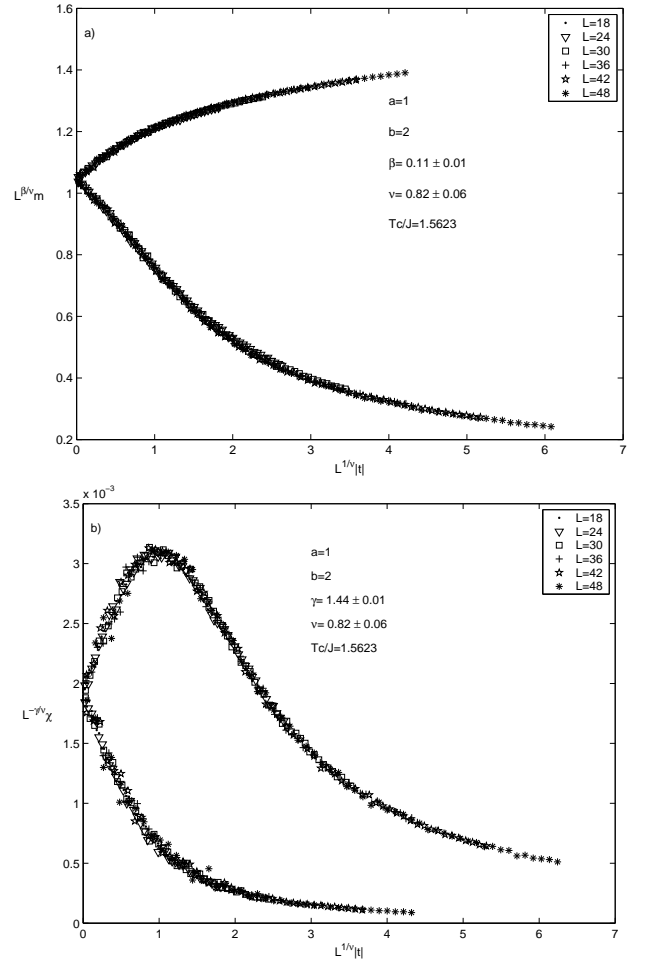 a)
1.6
1.4
1.2
1
0.8
0.6
0.4
0.2
L^β/ν m
a=1
b=2
β= 0.11 ± 0.01
ν= 0.82 ± 0.06
Tc/J=1.5623
L=18
L=24
L=30
L=36
L=42
L=48
0 1 2 3 4 5 6 7
L^1/ν|t|
x 10^−3
b)
3.5
3
2.5
2
1.5
1
0.5
0
L^−γ/ν χ
a=1
b=2
γ= 1.44 ± 0.01
ν= 0.82 ± 0.06
Tc/J=1.5623
L=18
L=24
L=30
L=36
L=42
L=48
0 1 2 3 4 5 6 7
L^1/ν|t|